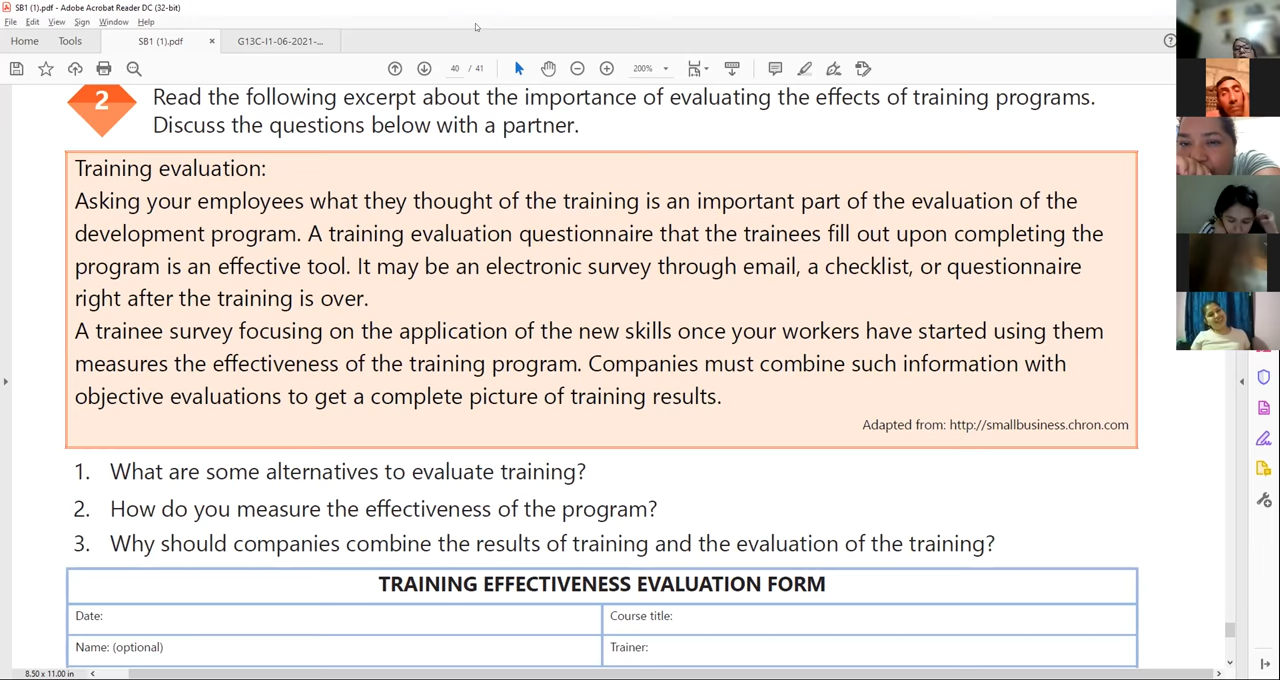 SB1 (1).pdf - Adobe Acrobat Reader DC (32-bit)
File Edit View Sign Window Help
Home Tools SB1 (1).pdf × G13C-I1-06-2021-...
40 / 41 200%
2
Read the following excerpt about the importance of evaluating the effects of training programs.
Discuss the questions below with a partner.
Training evaluation:
Asking your employees what they thought of the training is an important part of the evaluation of the
development program. A training evaluation questionnaire that the trainees fill out upon completing the
program is an effective tool. It may be an electronic survey through email, a checklist, or questionnaire
right after the training is over.
A trainee survey focusing on the application of the new skills once your workers have started using them
measures the effectiveness of the training program. Companies must combine such information with
objective evaluations to get a complete picture of training results.
Adapted from: http://smallbusiness.chron.com
1. What are some alternatives to evaluate training?
2. How do you measure the effectiveness of the program?
3. Why should companies combine the results of training and the evaluation of the training?
TRAINING EFFECTIVENESS EVALUATION FORM
Date: Course title:
Name: (optional) Trainer:
8.50 x 11.00 in